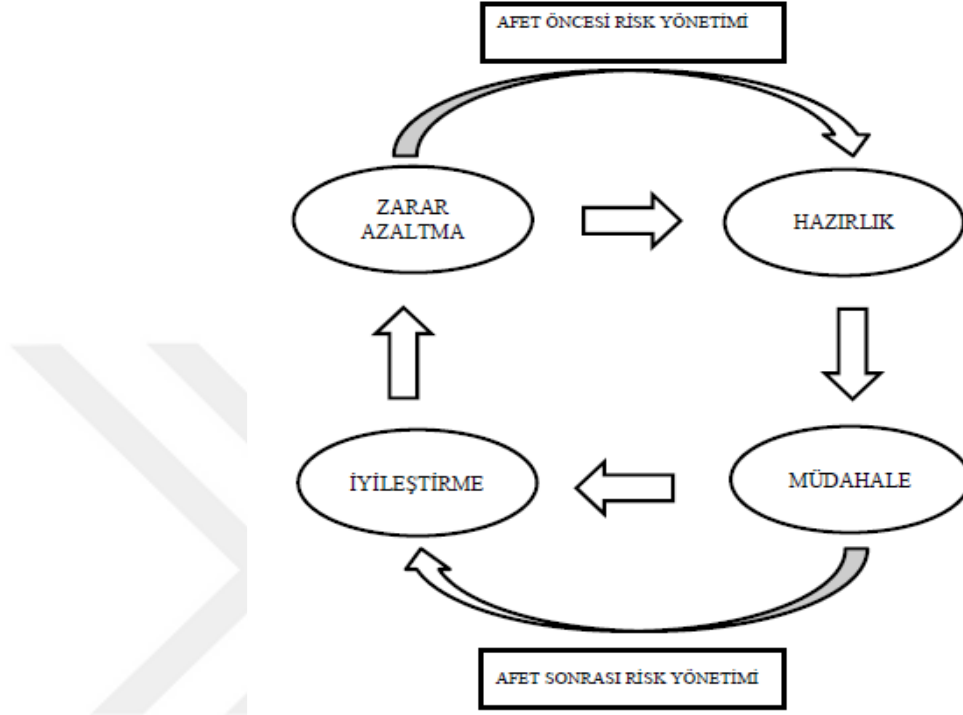 AFET ÖNCESİ RİSK YÖNETİMİ
ZARAR
AZALTMA
HAZIRLIK
İYİLEŞTİRME
MÜDAHALE
AFET SONRASI RİSK YÖNETİMİ